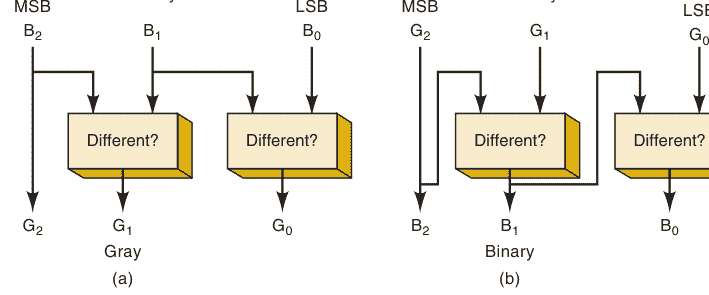 MSB LSB
B2 B1 B0
Different? Different?
G2 G1 G0
Gray
(a)
MSB LSB
G2 G1 G0
Different? Different?
B2 B1 B0
Binary
(b)